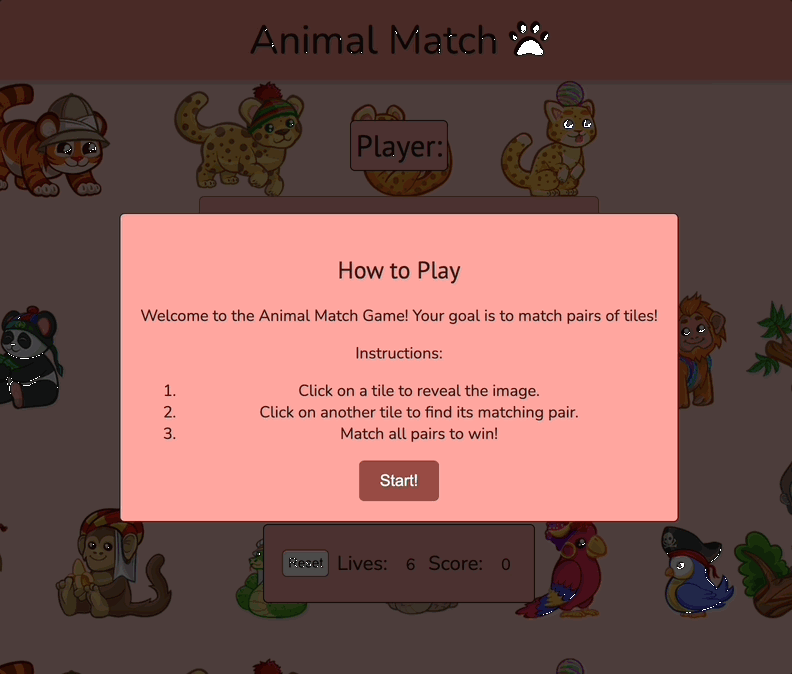 Animal Match
Player:
How to Play
Welcome to the Animal Match Game! Your goal is to match pairs of tiles!
Instructions:
1. Click on a tile to reveal the image.
2. Click on another tile to find its matching pair.
3. Match all pairs to win!
Start!
Reset Lives: 6 Score: 0